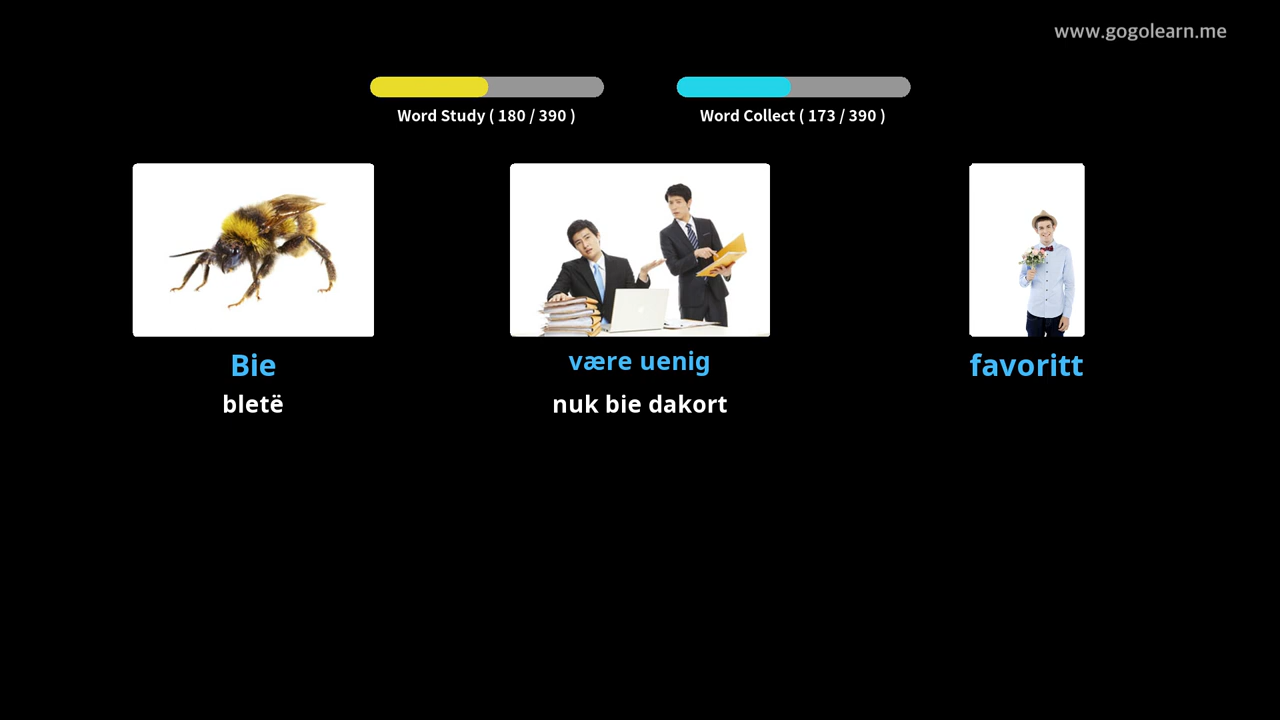 www.gogolearn.me
Word Study ( 180 / 390 )
Word Collect ( 173 / 390 )
Bie
være uenig
favoritt
bletë
nuk bie dakort